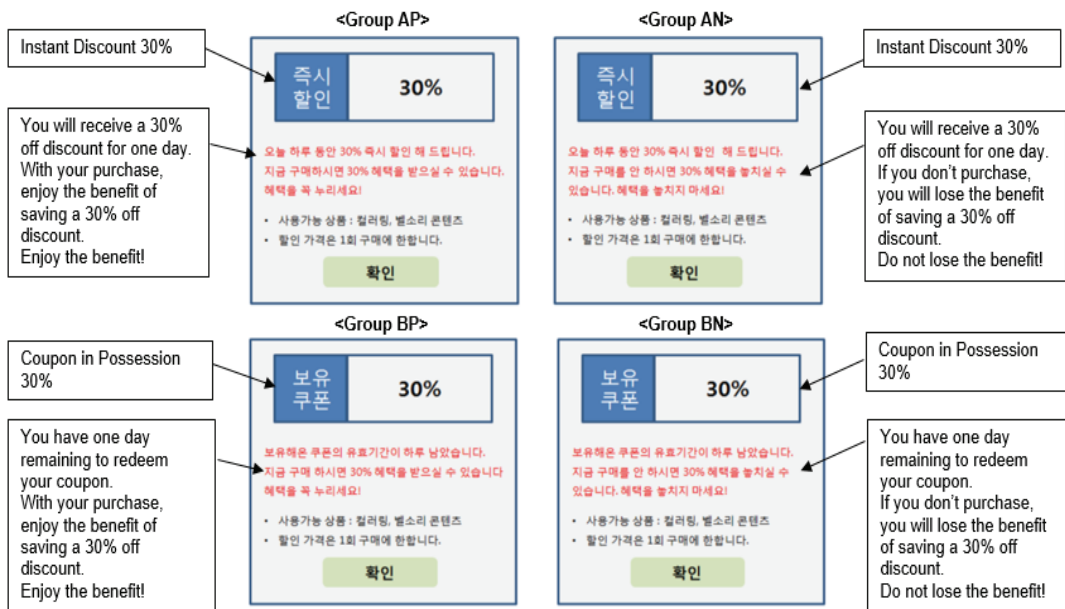 <Group AP>
Instant Discount 30%
즉시
할인
30%
You will receive a 30%
off discount for one day.
With your purchase,
enjoy the benefit of
saving a 30% off
discount.
Enjoy the benefit!
오늘 하루 동안 30% 즉시 할인 해 드립니다.
지금 구매하시면 30% 혜택을 받으실 수 있습니다.
혜택을 꼭 누리세요!
• 사용가능 상품 : 컬러링, 벨소리 콘텐츠
• 할인 가격은 1회 구매에 한합니다.
확인
<Group AN>
Instant Discount 30%
즉시
할인
30%
오늘 하루 동안 30% 즉시 할인 해 드립니다.
지금 구매를 안 하시면 30% 혜택을 놓치실 수
있습니다. 혜택을 놓치지 마세요!
• 사용가능 상품 : 컬러링, 벨소리 콘텐츠
• 할인 가격은 1회 구매에 한합니다.
확인
You will receive a 30%
off discount for one day.
If you don't purchase,
you will lose the benefit
of saving a 30% off
discount.
Do not lose the benefit!
<Group BP>
Coupon in Possession
30%
보유
쿠폰
30%
You have one day
remaining to redeem
your coupon.
With your purchase,
enjoy the benefit of
saving a 30% off
discount.
Enjoy the benefit!
보유해온 쿠폰의 유효기간이 하루 남았습니다.
지금 구매 하시면 30% 혜택을 받으실 수 있습니다
혜택을 꼭 누리세요!
• 사용가능 상품 : 컬러링, 벨소리 콘텐츠
• 할인 가격은 1회 구매에 한합니다.
확인
<Group BN>
Coupon in Possession
30%
보유
쿠폰
30%
보유해온 쿠폰의 유효기간이 하루 남았습니다.
지금 구매를 안 하시면 30% 혜택을 놓치실 수
있습니다. 혜택을 놓치지 마세요!
• 사용가능 상품 : 컬러링, 벨소리 콘텐츠
• 할인 가격은 1회 구매에 한합니다.
확인
You have one day
remaining to redeem
your coupon.
If you don't purchase,
you will lose the benefit
of saving a 30% off
discount.
Do not lose the benefit!